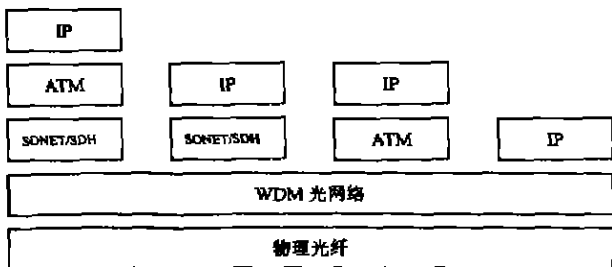 IP
ATM IP IP
SONET/SDH SONET/SDH ATM IP
WDM 光网络
物理光纤